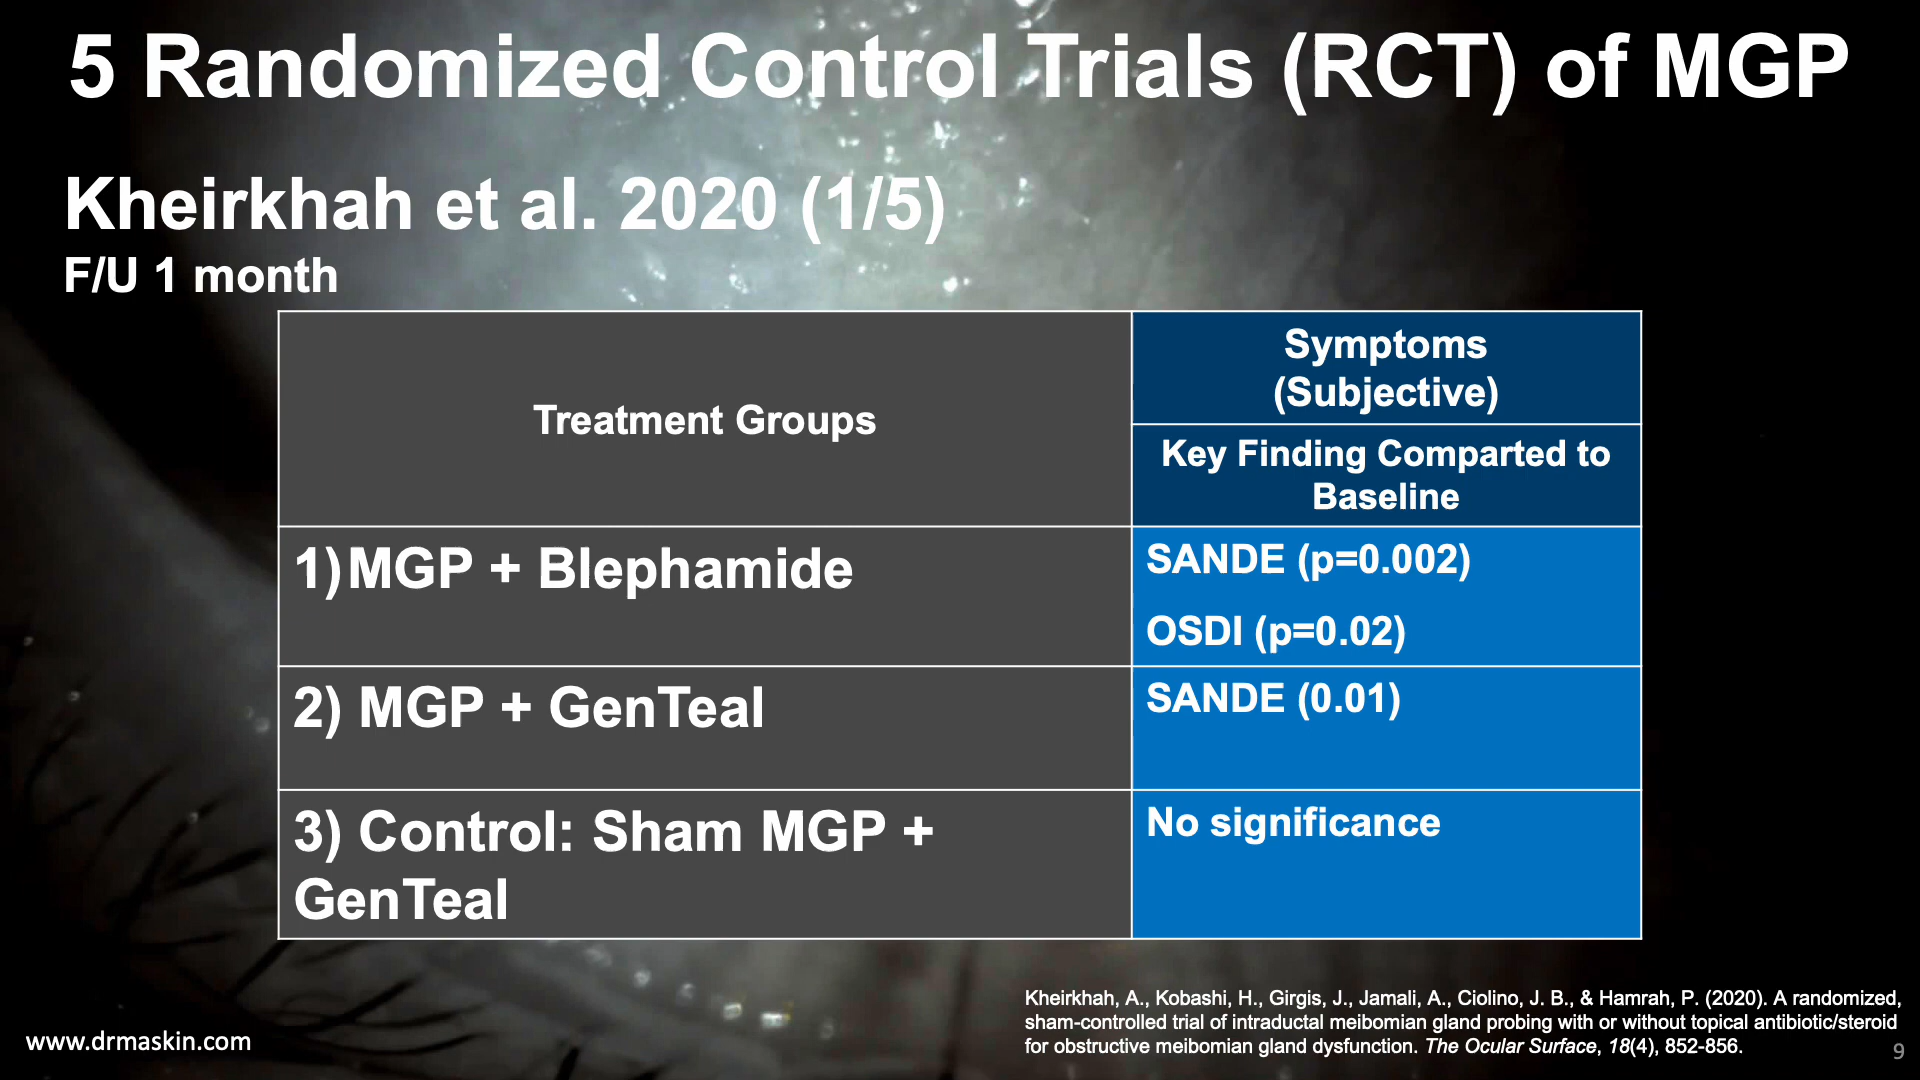 5 Randomized Control Trials (RCT) of MGP
Kheirkhah et al. 2020 (1/5)
F/U 1 month
Treatment Groups
Symptoms
(Subjective)
Key Finding Comparted to
Baseline
1)MGP + Blephamide
SANDE (p=0.002)
OSDI (p=0.02)
2) MGP + GenTeal
SANDE (0.01)
3) Control: Sham MGP +
GenTeal
No significance
Kheirkhah, A., Kobashi, H., Girgis, J., Jamali, A., Ciolino, J. B., & Hamrah, P. (2020). A randomized,
sham-controlled trial of intraductal meibomian gland probing with or without topical antibiotic/steroid
for obstructive meibomian gland dysfunction. The Ocular Surface, 18(4), 852-856.
www.drmaskin.com
9